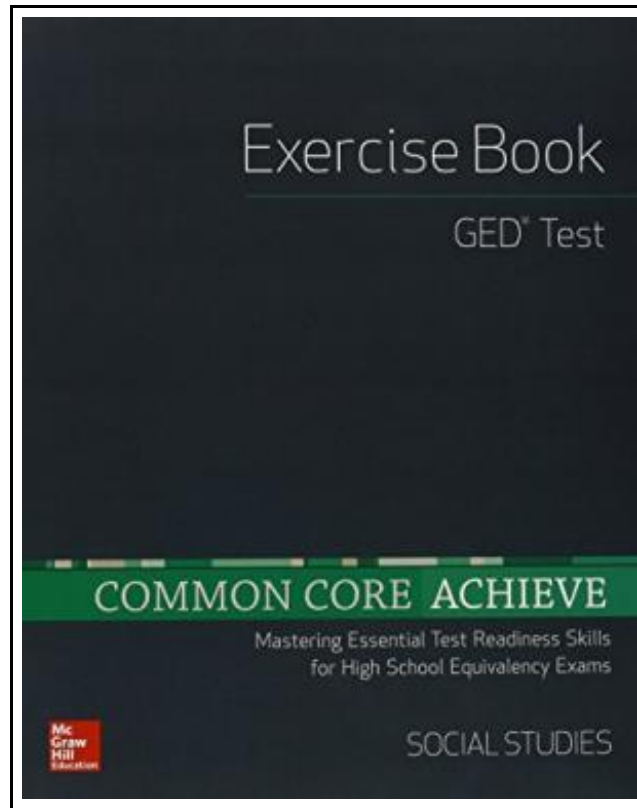 Exercise Book
GED® Test
COMMON CORE ACHIEVE
Mastering Essential Test Readiness Skills
for High School Equivalency Exams
Mc
Graw
Hill
Education
SOCIAL STUDIES